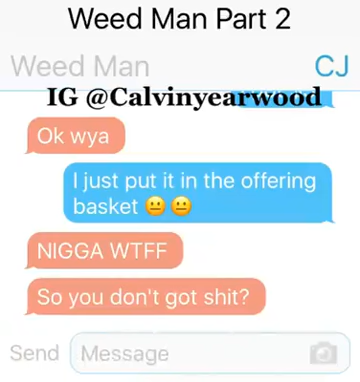 Weed Man Part 2
Weed Man CJ
IG @Calvinyearwood
Ok wya
I just put it in the offering
basket 😐😐
NIGGA WTFF
So you don't got shit?
Send Message